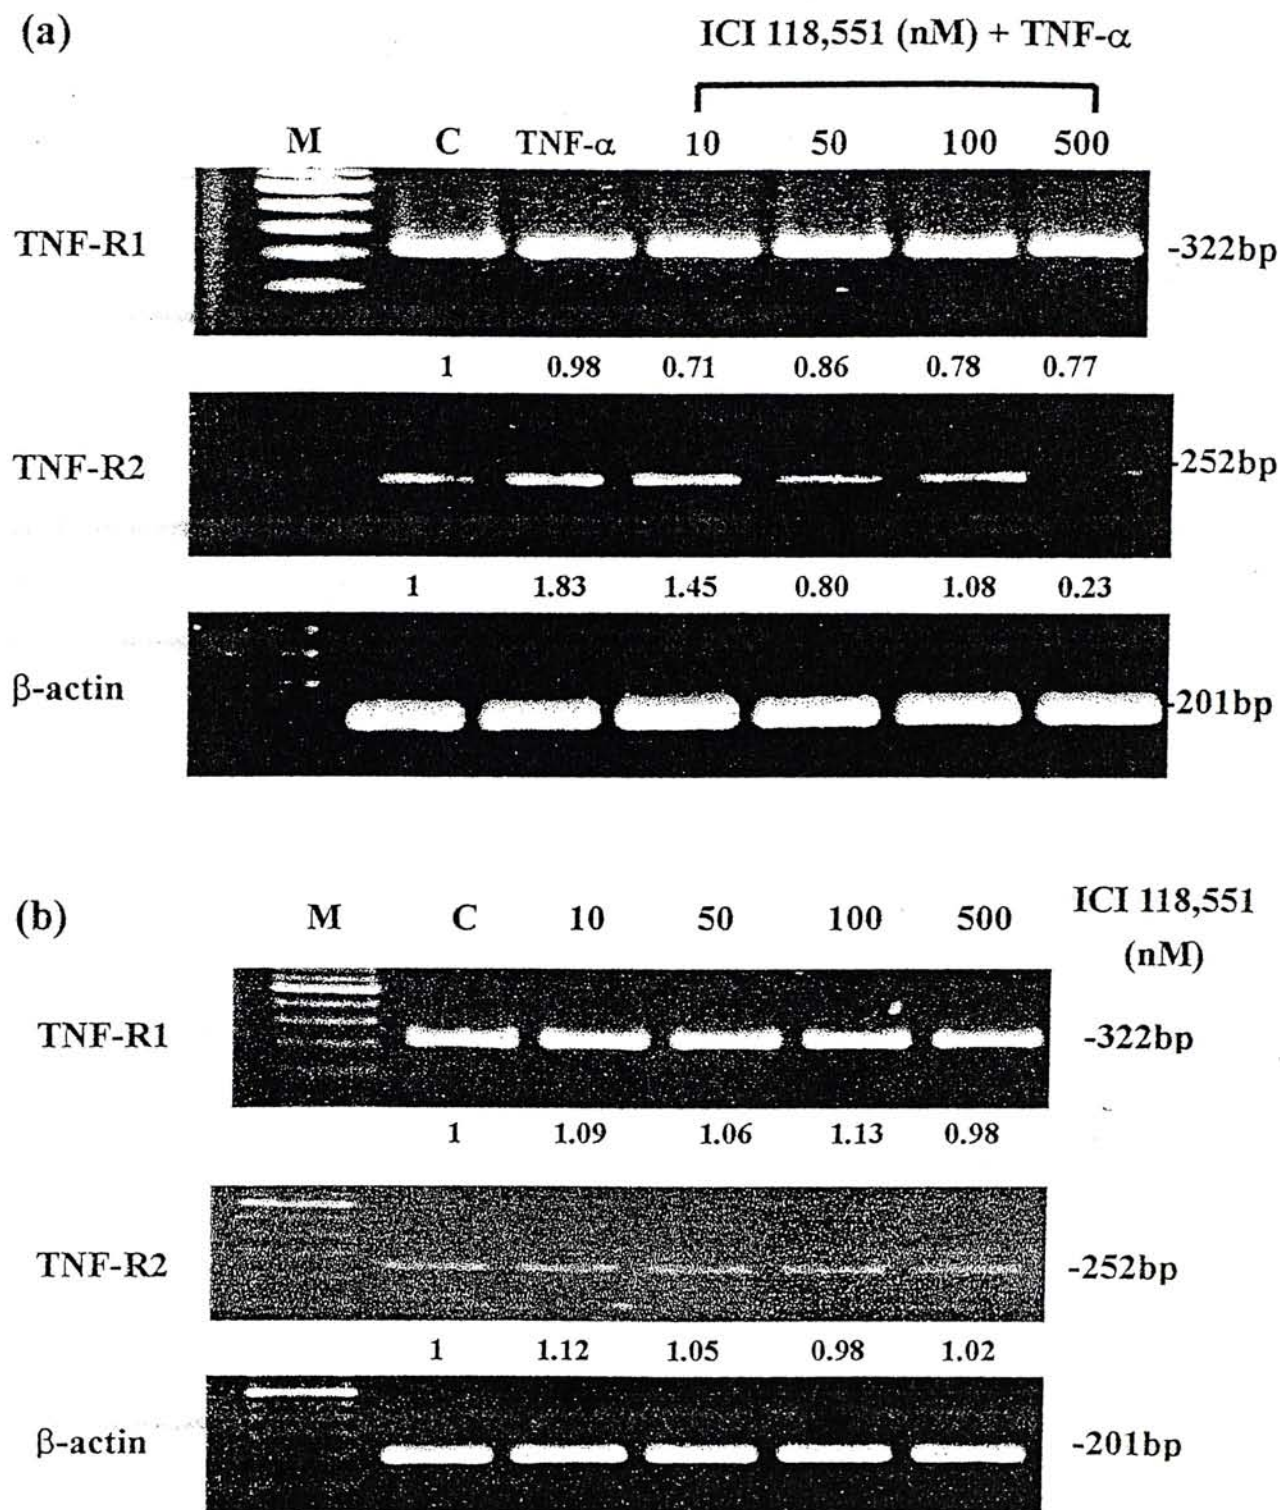 (a)
ICI 118,551 (nM) + TNF-α
M C TNF-α 10 50 100 500
TNF-R1 -322bp
1 0.98 0.71 0.86 0.78 0.77
TNF-R2 -252bp
1 1.83 1.45 0.80 1.08 0.23
β-actin -201bp
(b) M C 10 50 100 500 ICI 118,551
(nM)
TNF-R1 -322bp
1 1.09 1.06 1.13 0.98
TNF-R2 -252bp
1 1.12 1.05 0.98 1.02
β-actin -201bp